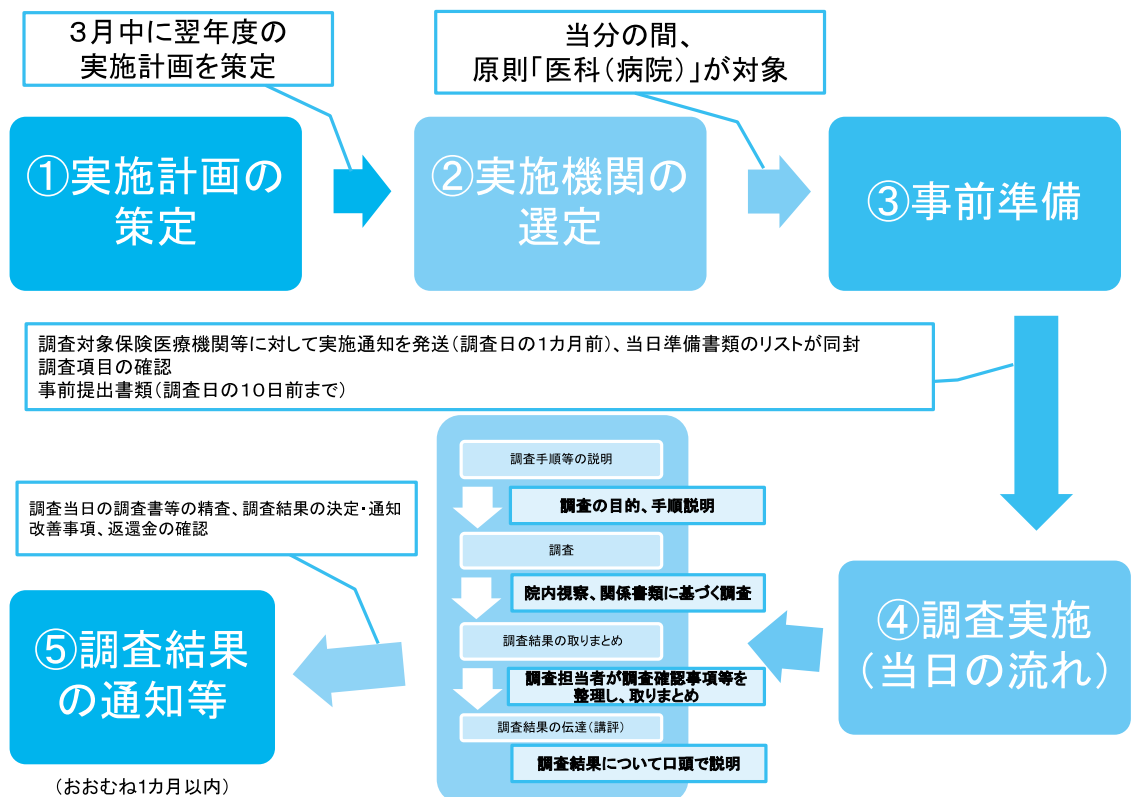 ３月中に翌年度の
実施計画を策定
当分の間、
原則「医科（病院）」が対象
①実施計画の
策定
②実施機関の
選定
③事前準備
調査対象保険医療機関等に対して実施通知を発送（調査日の１カ月前）、当日準備書類のリストが同封
調査項目の確認
事前提出書類（調査日の１０日前まで）
④調査実施
（当日の流れ）
調査手順等の説明
調査の目的、手順説明
調査
院内視察、関係書類に基づく調査
調査結果の取りまとめ
調査担当者が調査確認事項等を
整理し、取りまとめ
調査結果の伝達（講評）
調査結果について口頭で説明
調査当日の調査書等の精査、調査結果の決定・通知
改善事項、返還金の確認
⑤調査結果
の通知等
（おおむね1カ月以内）